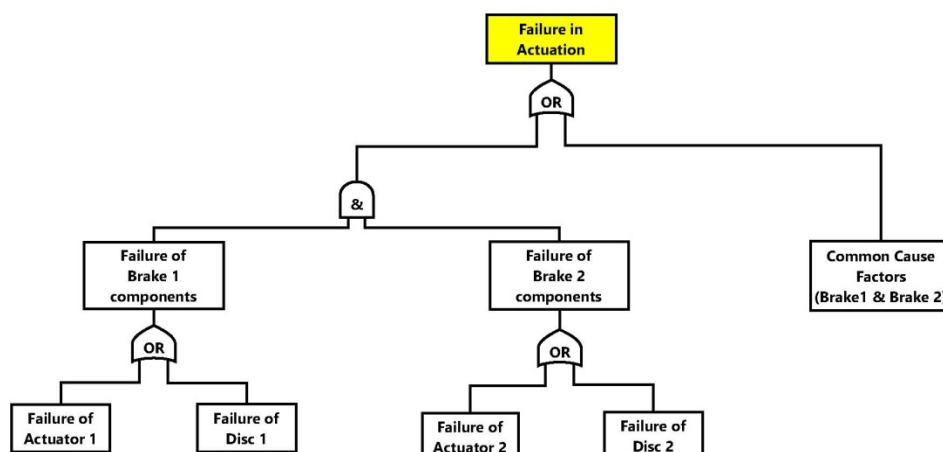 Failure in
Actuation
OR
&
Failure of
Brake 1
components
Failure of
Brake 2
components
Common Cause
Factors
(Brake1 & Brake 2)
OR
OR
Failure of
Actuator 1
Failure of
Disc 1
Failure of
Actuator 2
Failure of
Disc 2